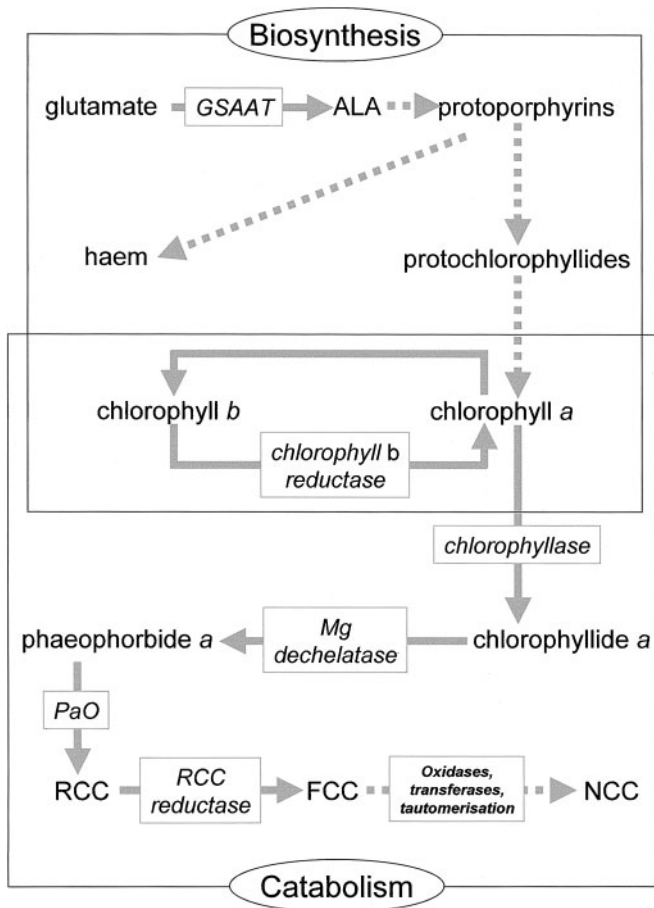 Biosynthesis
glutamate GSAAT ALA protoporphyrins
haem protochlorophyllides
chlorophyll b chlorophyll a
chlorophyll b
reductase
chlorophyllase
phaeophorbide a Mg chlorophyllide a
dechelatase
PaO
RCC RCC FCC Oxidases, NCC
reductase transferases,
tautomerisation
Catabolism